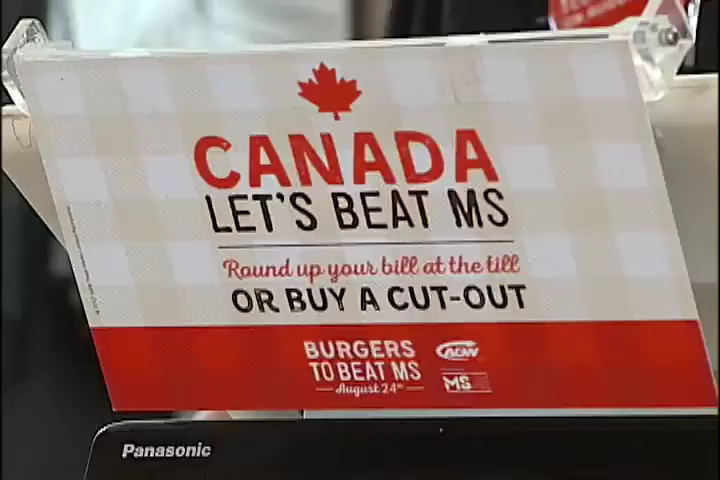 CANADA
LET'S BEAT MS
Round up your bill at the till
OR BUY A CUT-OUT
BURGERS
TO BEAT MS
August 24th
A&W
MS
Panasonic